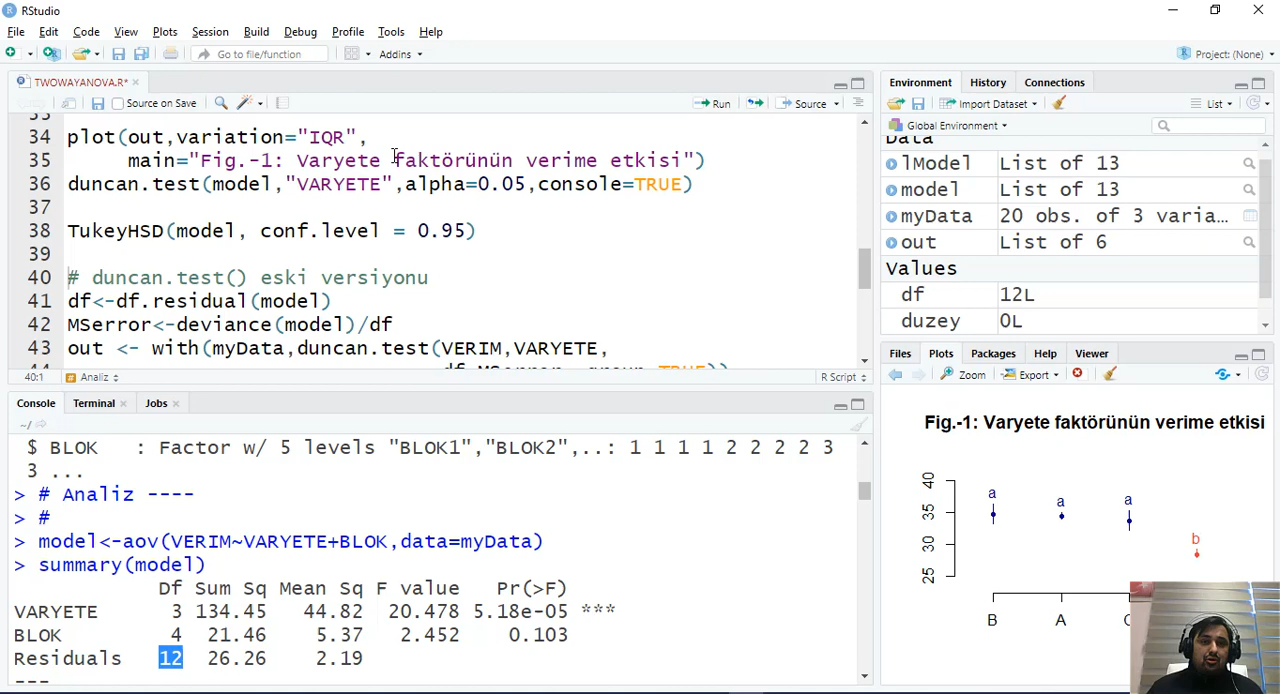 RStudio
File Edit Code View Plots Session Build Debug Profile Tools Help
Go to file/function Addins Project: (None)
TWOWAYANOVA.R*
Source on Save Run Source
34 plot(out,variation="IQR",
35 main="Fig.-1: Varyete faktörünün verime etkisi")
36 duncan.test(model,"VARYETE",alpha=0.05,console=TRUE)
37
38 TukeyHSD(model, conf.level = 0.95)
39
40 # duncan.test() eski versiyonu
41 df<-df.residual(model)
42 MSerror<-deviance(model)/df
43 out <- with(myData,duncan.test(VERIM,VARYETE,
40:1 # Analiz R Script
Console Terminal Jobs
~/
$ BLOK : Factor w/ 5 levels "BLOK1","BLOK2",..: 1 1 1 1 2 2 2 2 3
3 ...
> # Analiz ----
> #
> model<-aov(VERIM~VARYETE+BLOK,data=myData)
> summary(model)
Df Sum Sq Mean Sq F value Pr(>F)
VARYETE 3 134.45 44.82 20.478 5.18e-05 ***
BLOK 4 21.46 5.37 2.452 0.103
Residuals 12 26.26 2.19
---
Environment History Connections
Import Dataset List
Global Environment
Data
lModel List of 13
model List of 13
myData 20 obs. of 3 varia…
out List of 6
Values
df 12L
duzey 0L
Files Plots Packages Help Viewer
Zoom Export
Fig.-1: Varyete faktörünün verime etkisi
40
35
30
25
a a a b
B A